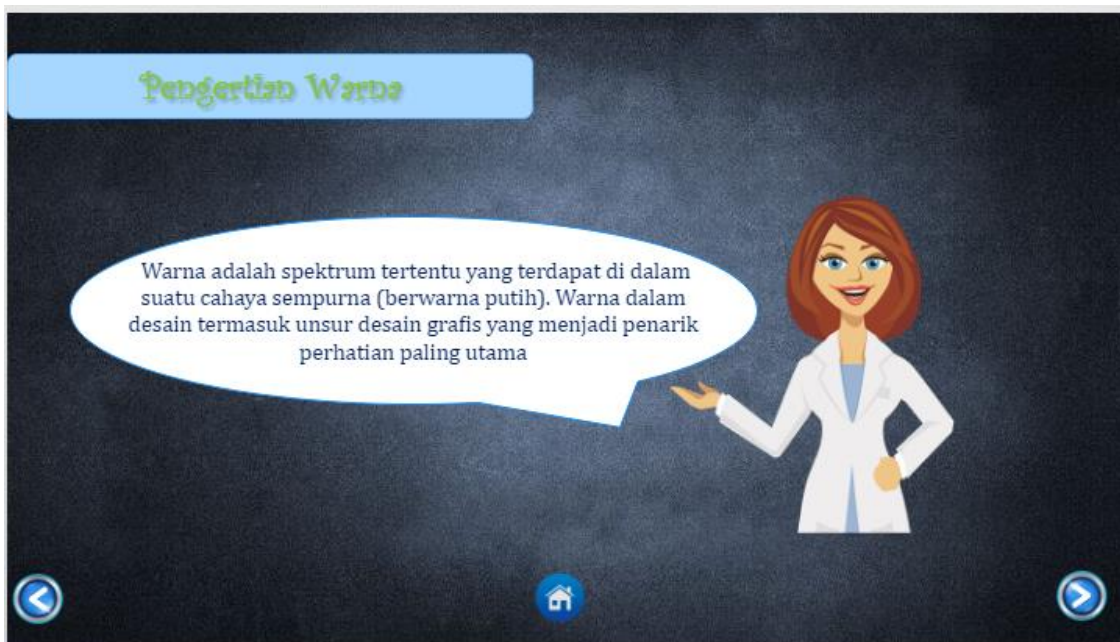 Pengertian Warna
Warna adalah spektrum tertentu yang terdapat di dalam
suatu cahaya sempurna (berwarna putih). Warna dalam
desain termasuk unsur desain grafis yang menjadi penarik
perhatian paling utama